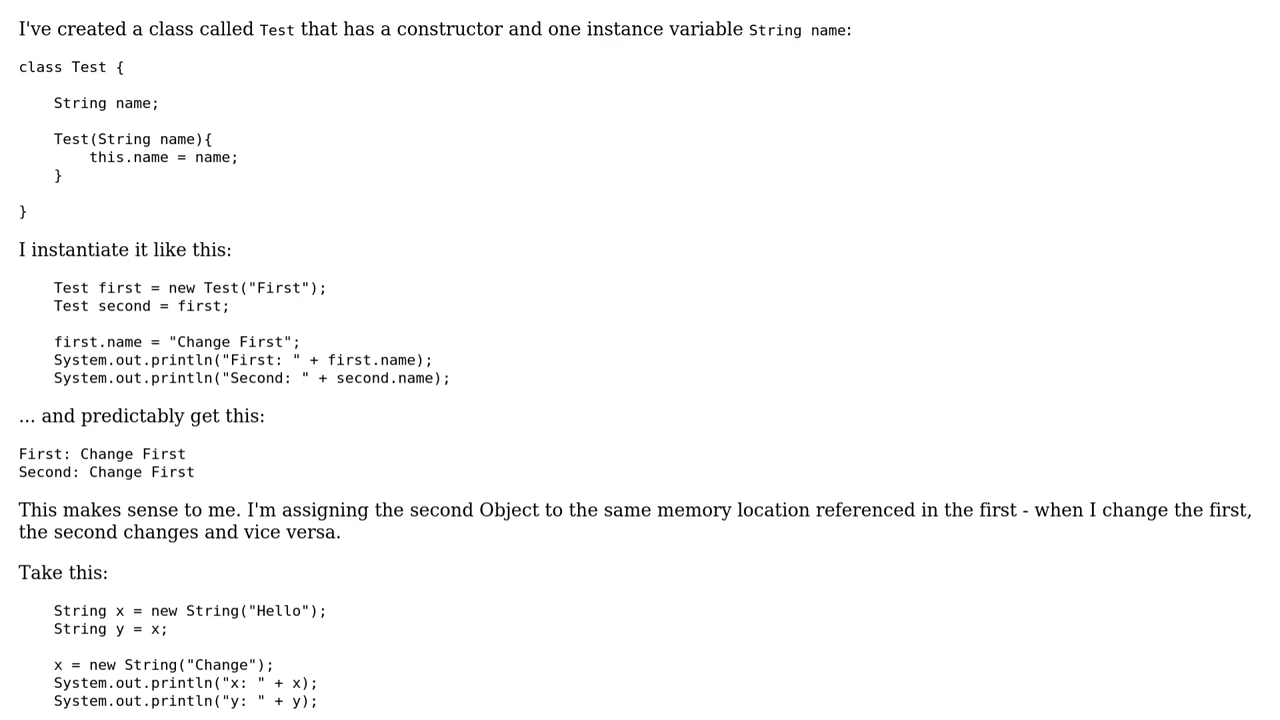 I've created a class called Test that has a constructor and one instance variable String name:
class Test {
    String name;
    Test(String name){
        this.name = name;
    }
}
I instantiate it like this:
    Test first = new Test("First");
    Test second = first;
    first.name = "Change First";
    System.out.println("First: " + first.name);
    System.out.println("Second: " + second.name);
... and predictably get this:
First: Change First
Second: Change First
This makes sense to me. I'm assigning the second Object to the same memory location referenced in the first - when I change the first,
the second changes and vice versa.
Take this:
    String x = new String("Hello");
    String y = x;
    x = new String("Change");
    System.out.println("x: " + x);
    System.out.println("y: " + y);